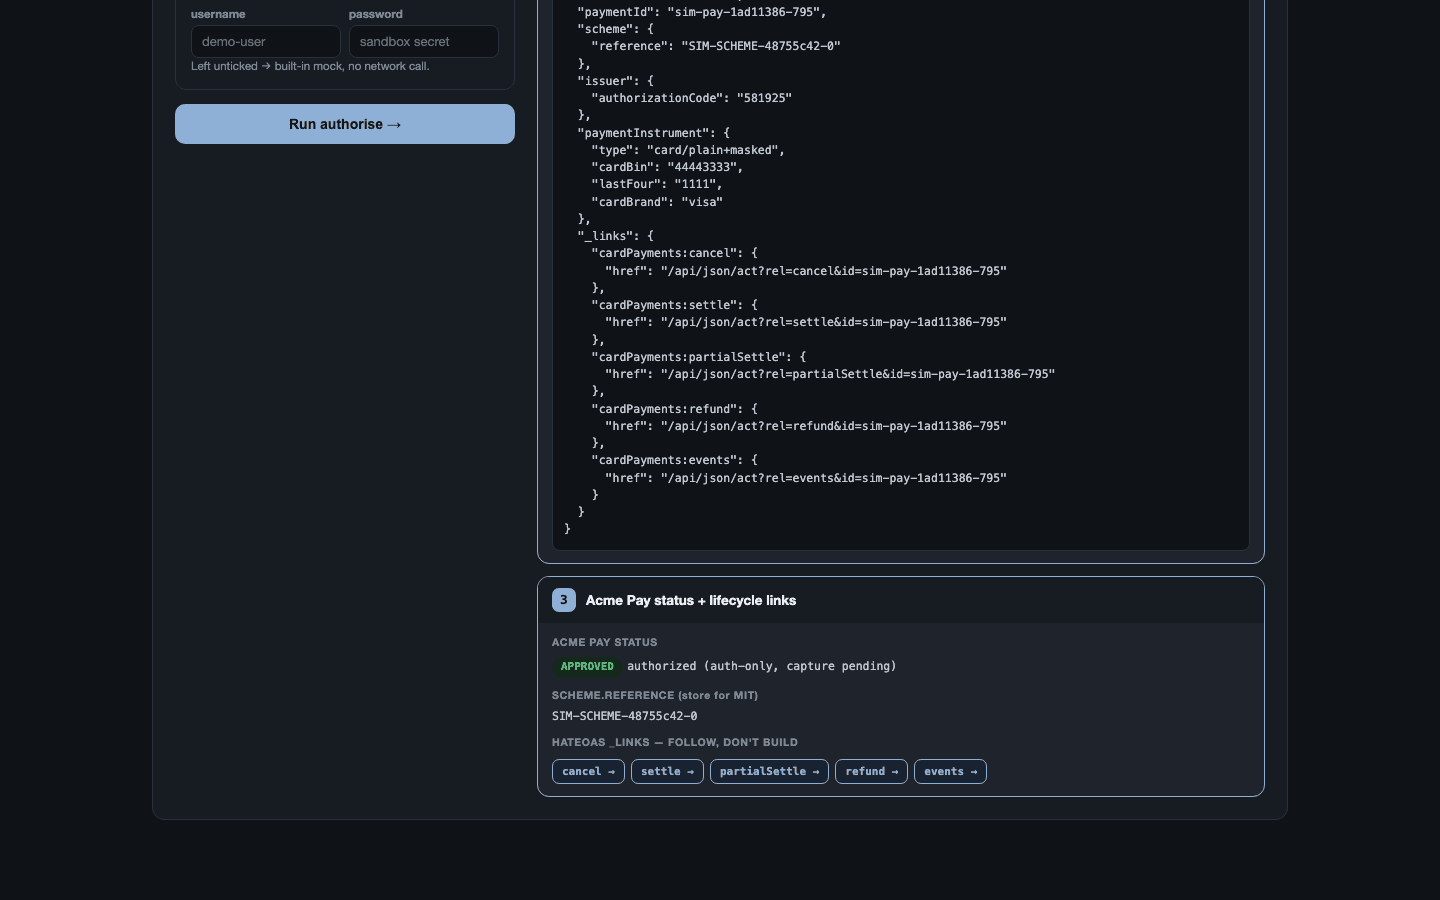 username
password
demo-user
sandbox secret
Left unticked → built-in mock, no network call.
Run authorise →
"paymentId": "sim-pay-1ad11386-795",
"scheme": {
"reference": "SIM-SCHEME-48755c42-0"
},
"issuer": {
"authorizationCode": "581925"
},
"paymentInstrument": {
"type": "card/plain+masked",
"cardBin": "44443333",
"lastFour": "1111",
"cardBrand": "visa"
},
"_links": {
"cardPayments:cancel": {
"href": "/api/json/act?rel=cancel&id=sim-pay-1ad11386-795"
},
"cardPayments:settle": {
"href": "/api/json/act?rel=settle&id=sim-pay-1ad11386-795"
},
"cardPayments:partialSettle": {
"href": "/api/json/act?rel=partialSettle&id=sim-pay-1ad11386-795"
},
"cardPayments:refund": {
"href": "/api/json/act?rel=refund&id=sim-pay-1ad11386-795"
},
"cardPayments:events": {
"href": "/api/json/act?rel=events&id=sim-pay-1ad11386-795"
}
}
}
3 Acme Pay status + lifecycle links
ACME PAY STATUS
APPROVED authorized (auth-only, capture pending)
SCHEME.REFERENCE (store for MIT)
SIM-SCHEME-48755c42-0
HATEOAS _LINKS — FOLLOW, DON'T BUILD
cancel → settle → partialSettle → refund → events →